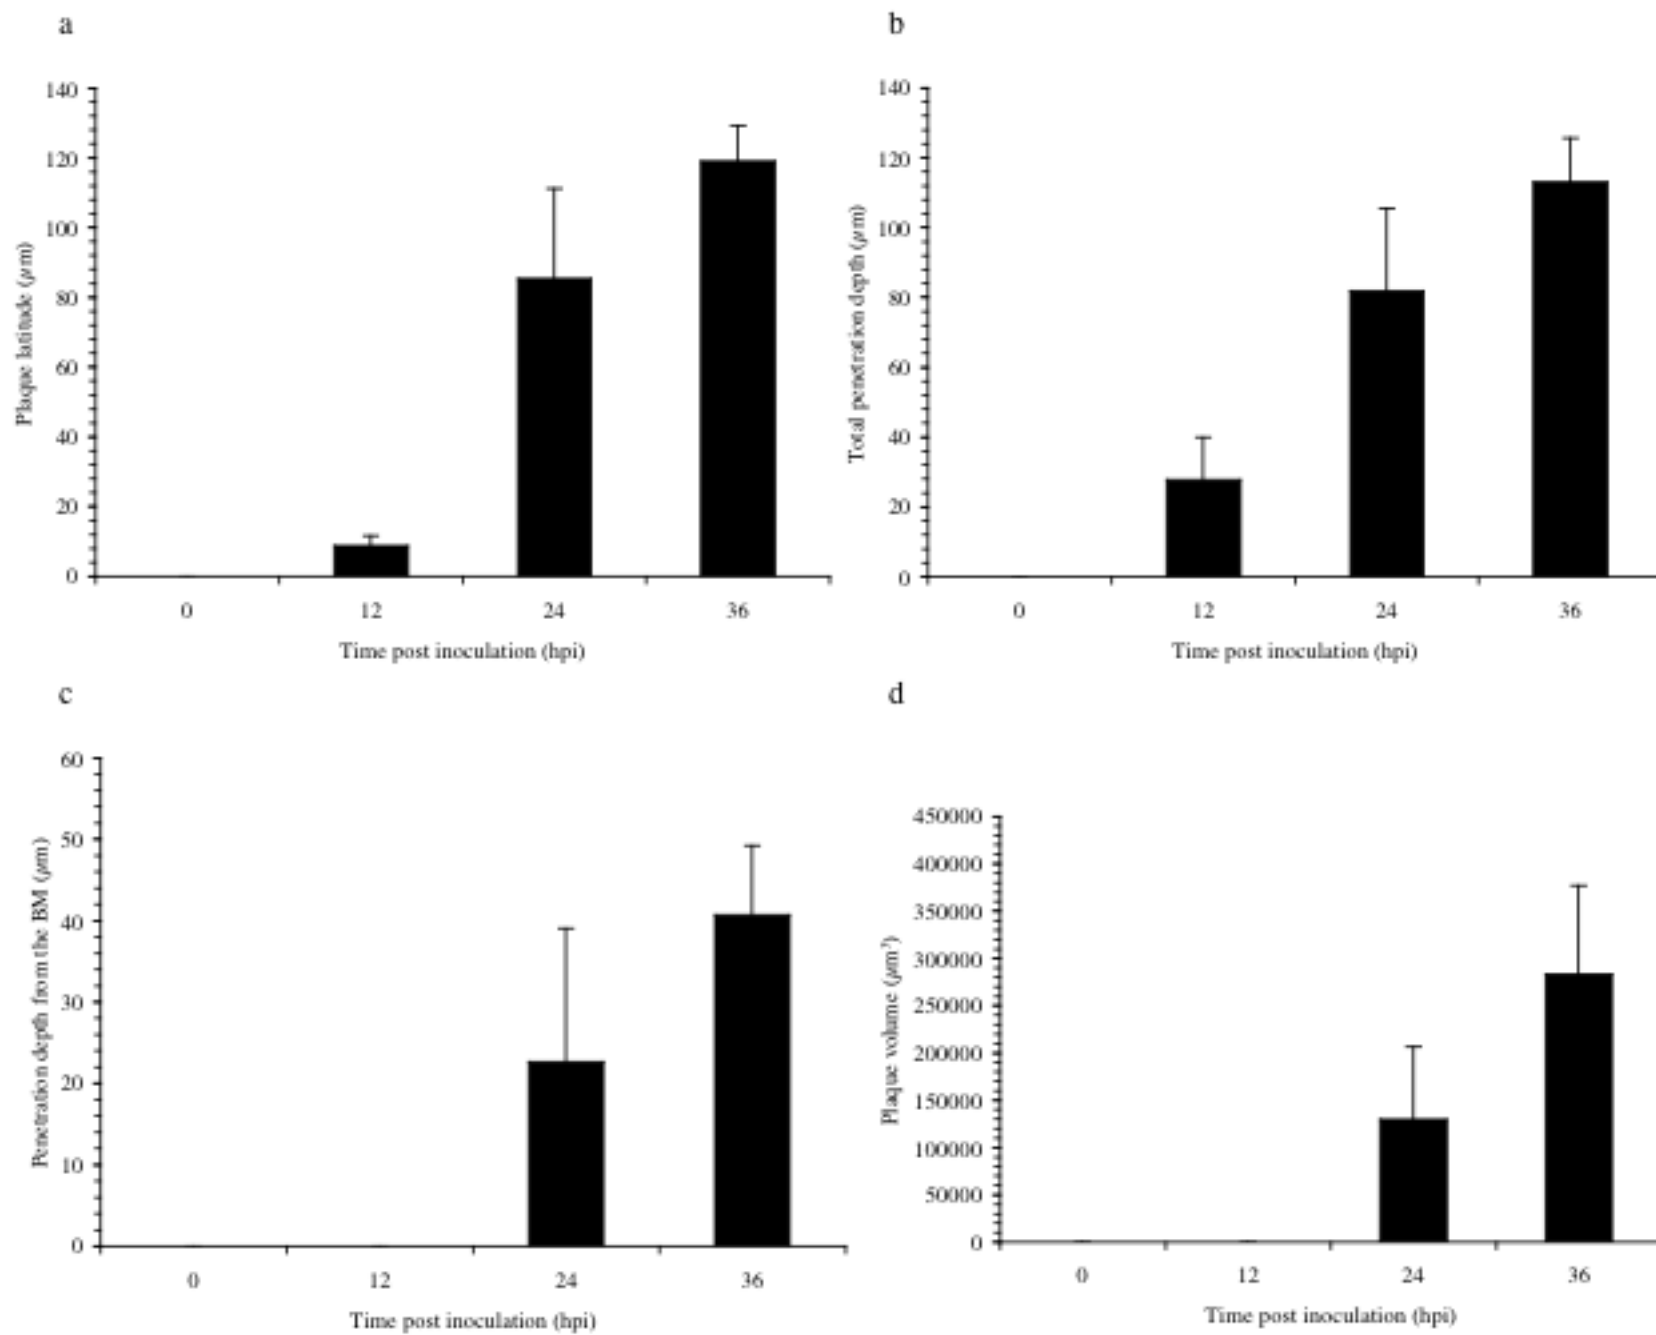 a
140
120
100
80
60
40
20
0
Plaque latitude (μm)
0 12 24 36
Time post inoculation (hpi)
b
140
120
100
80
60
40
20
0
Total penetration depth (μm)
0 12 24 36
Time post inoculation (hpi)
c
60
50
40
30
20
10
0
Penetration depth from the BM (μm)
0 12 24 36
Time post inoculation (hpi)
d
450000
400000
350000
300000
250000
200000
150000
100000
50000
0
Plaque volume (μm³)
0 12 24 36
Time post inoculation (hpi)